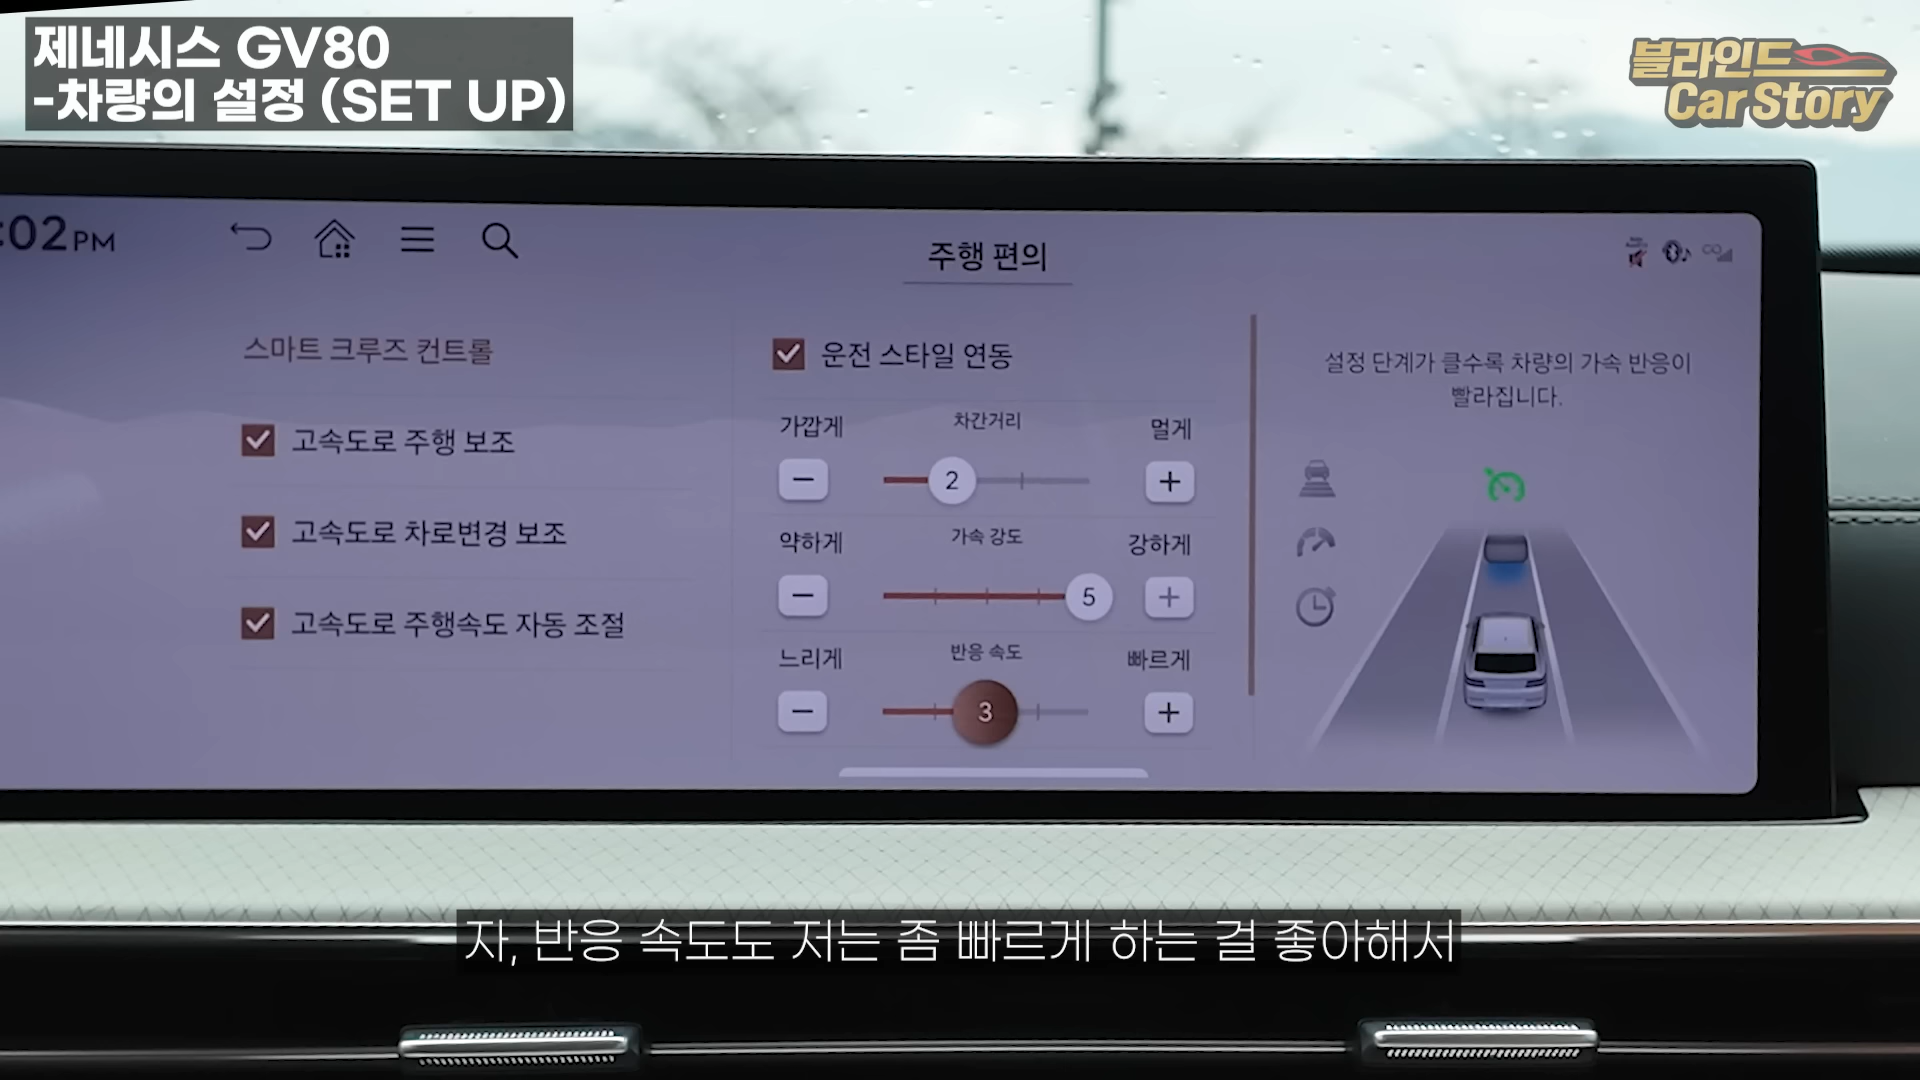 제네시스 GV80
-차량의 설정 (SET UP)
블라인드
Car Story
:02 PM
주행 편의
스마트 크루즈 컨트롤
고속도로 주행 보조
고속도로 차로변경 보조
고속도로 주행속도 자동 조절
운전 스타일 연동
가깝게 차간거리 멀게
2
약하게 가속 강도 강하게
5
느리게 반응 속도 빠르게
3
설정 단계가 클수록 차량의 가속 반응이
빨라집니다.
자, 반응 속도도 저는 좀 빠르게 하는 걸 좋아해서